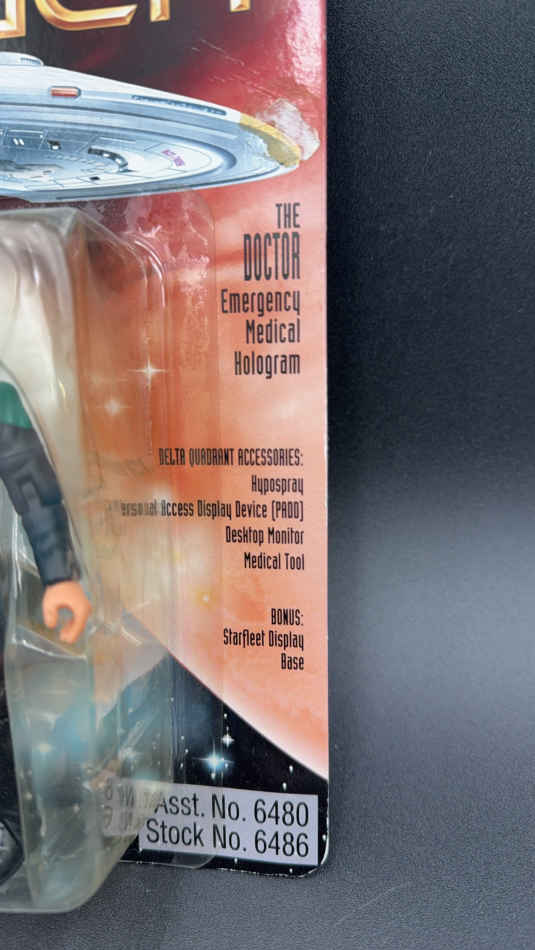 THE
DOCTOR
Emergency
Medical
Hologram
DELTA QUADRANT ACCESSORIES:
Hypospray
Personal Access Display Device (PADD)
Desktop Monitor
Medical Tool
BONUS:
Starfleet Display
Base
Asst. No. 6480
Stock No. 6486